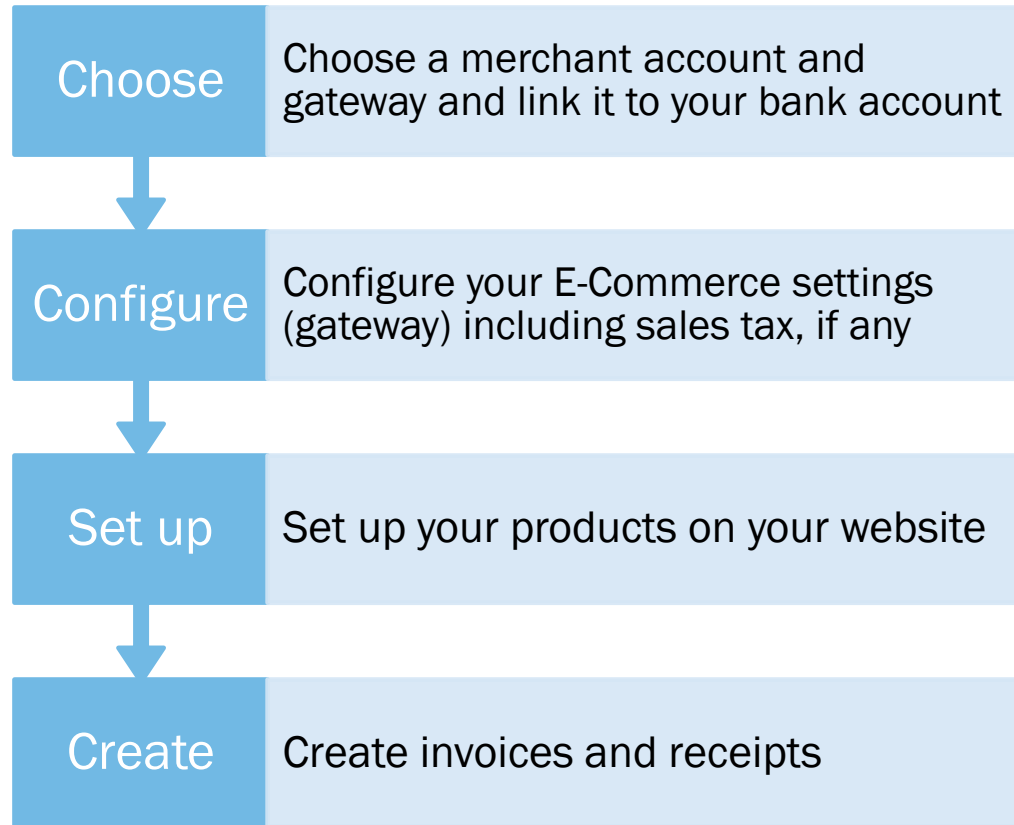 Choose
Choose a merchant account and
gateway and link it to your bank account
Configure
Configure your E-Commerce settings
(gateway) including sales tax, if any
Set up
Set up your products on your website
Create
Create invoices and receipts